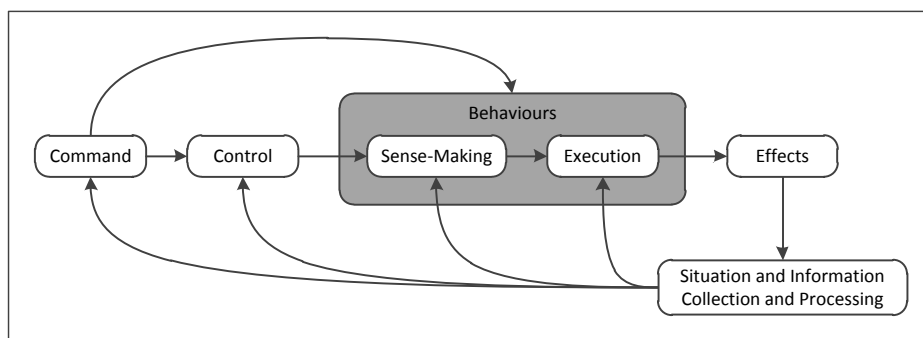 Behaviours
Command
Control
Sense-Making
Execution
Effects
Situation and Information
Collection and Processing